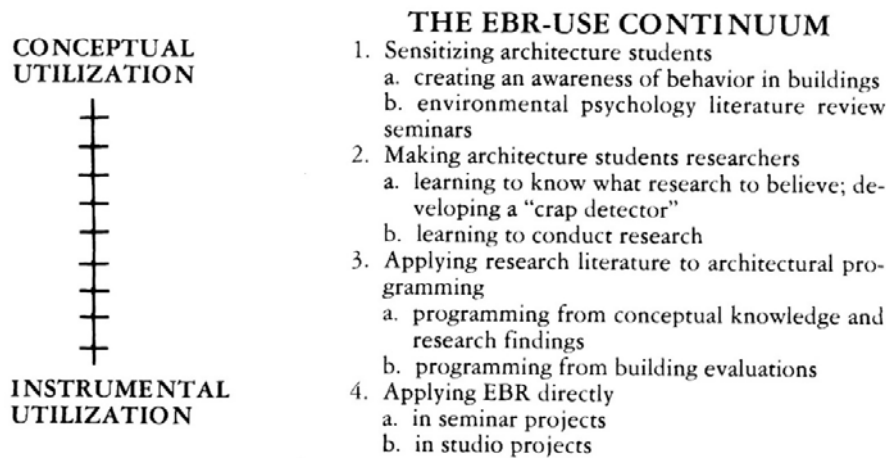 THE EBR-USE CONTINUUM
CONCEPTUAL
UTILIZATION
INSTRUMENTAL
UTILIZATION
1. Sensitizing architecture students
a. creating an awareness of behavior in buildings
b. environmental psychology literature review
seminars
2. Making architecture students researchers
a. learning to know what research to believe; de-
veloping a “crap detector”
b. learning to conduct research
3. Applying research literature to architectural pro-
gramming
a. programming from conceptual knowledge and
research findings
b. programming from building evaluations
4. Applying EBR directly
a. in seminar projects
b. in studio projects